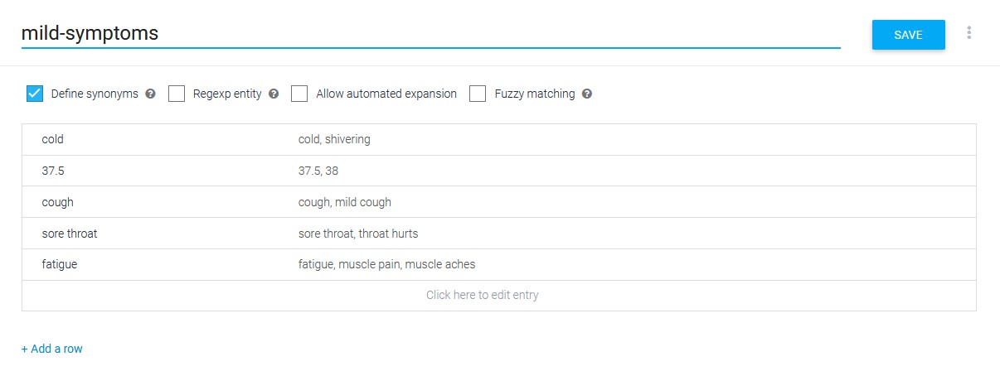 mild-symptoms
SAVE
Define synonyms ? Regexp entity ? Allow automated expansion Fuzzy matching ?
cold cold, shivering
37.5 37.5, 38
cough cough, mild cough
sore throat sore throat, throat hurts
fatigue fatigue, muscle pain, muscle aches
Click here to edit entry
+ Add a row